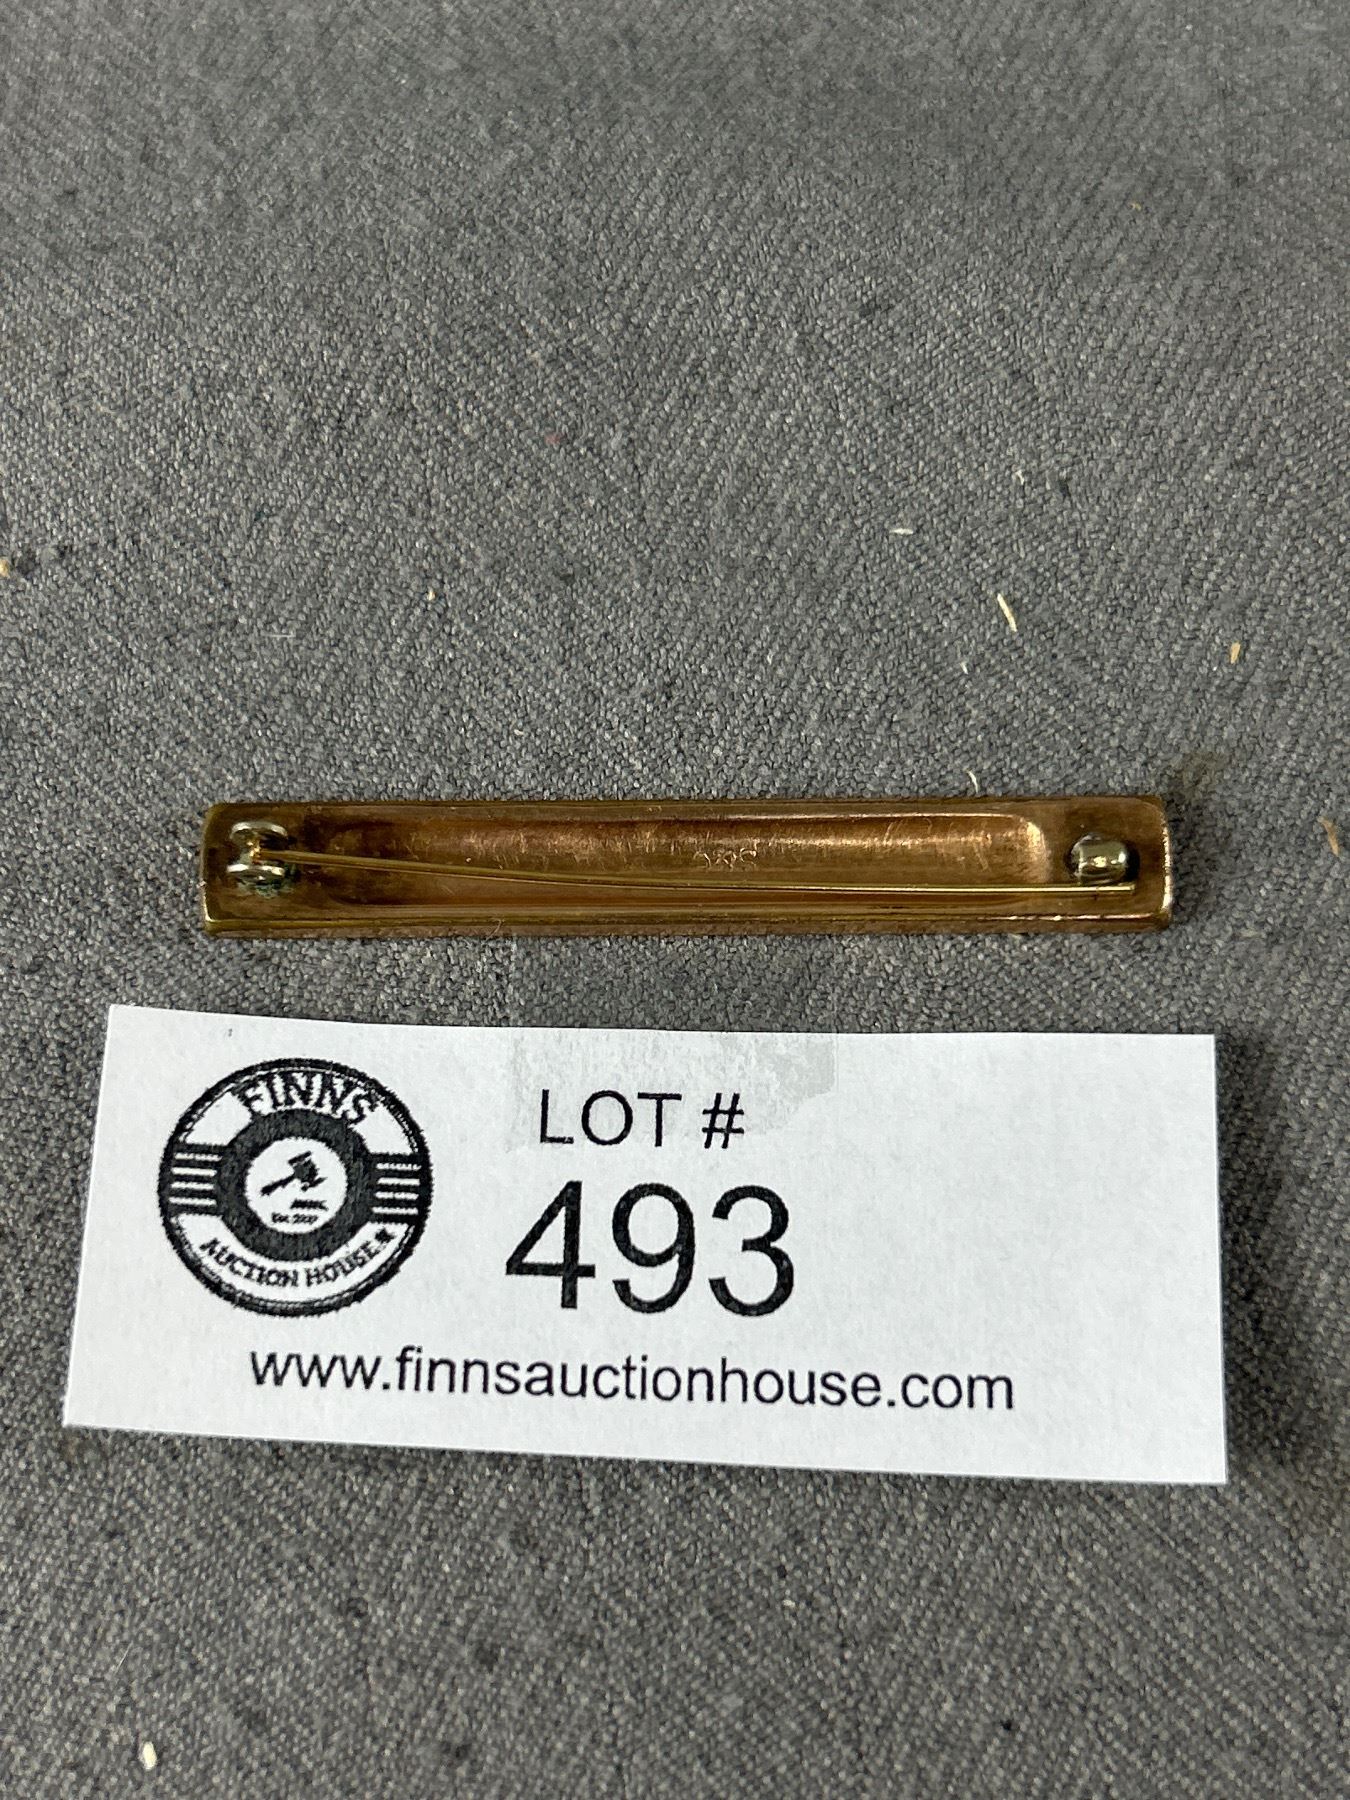 FINNS
AUCTION HOUSE
LOT #
493
www.finnsauctionhouse.com